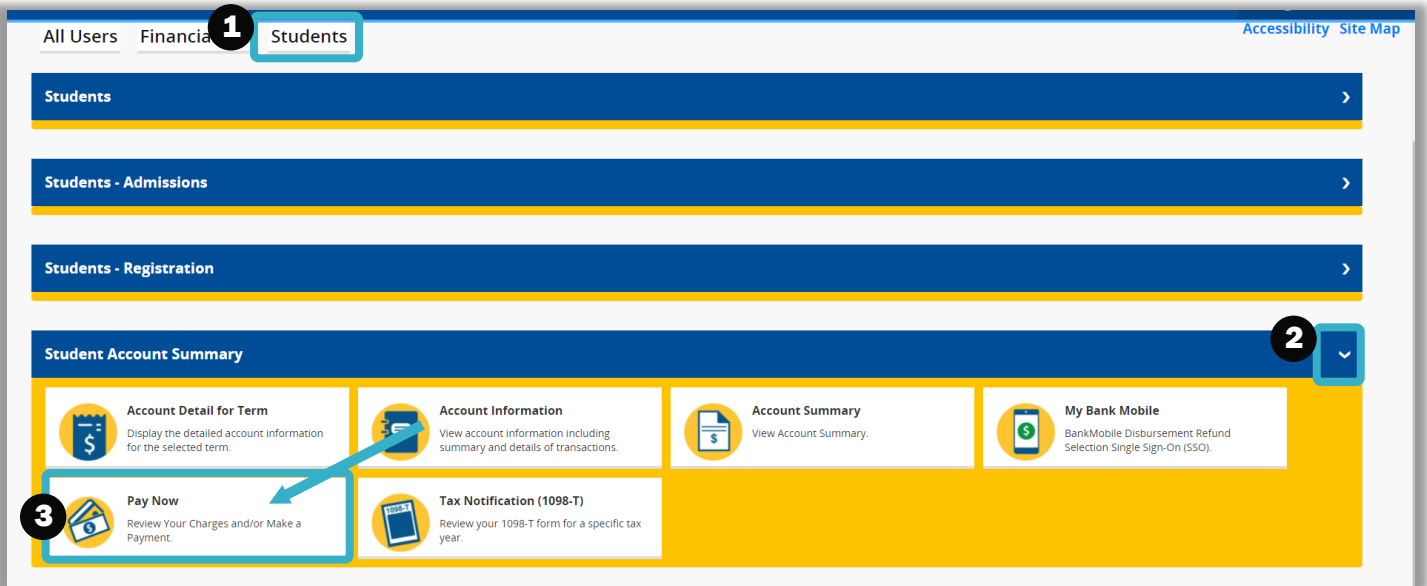 1
All Users Financia Students
Accessibility Site Map
Students
Students - Admissions
Students - Registration
2
Student Account Summary
Account Detail for Term
Display the detailed account information
for the selected term.
$
Account Information
View account information including
summary and details of transactions.
$
Account Summary
View Account Summary.
$
My Bank Mobile
BankMobile Disbursement Refund
Selection Single Sign-On (SSO).
3
$
Pay Now
Review Your Charges and/or Make a
Payment.
1098-T
Tax Notification (1098-T)
Review your 1098-T form for a specific tax
year.